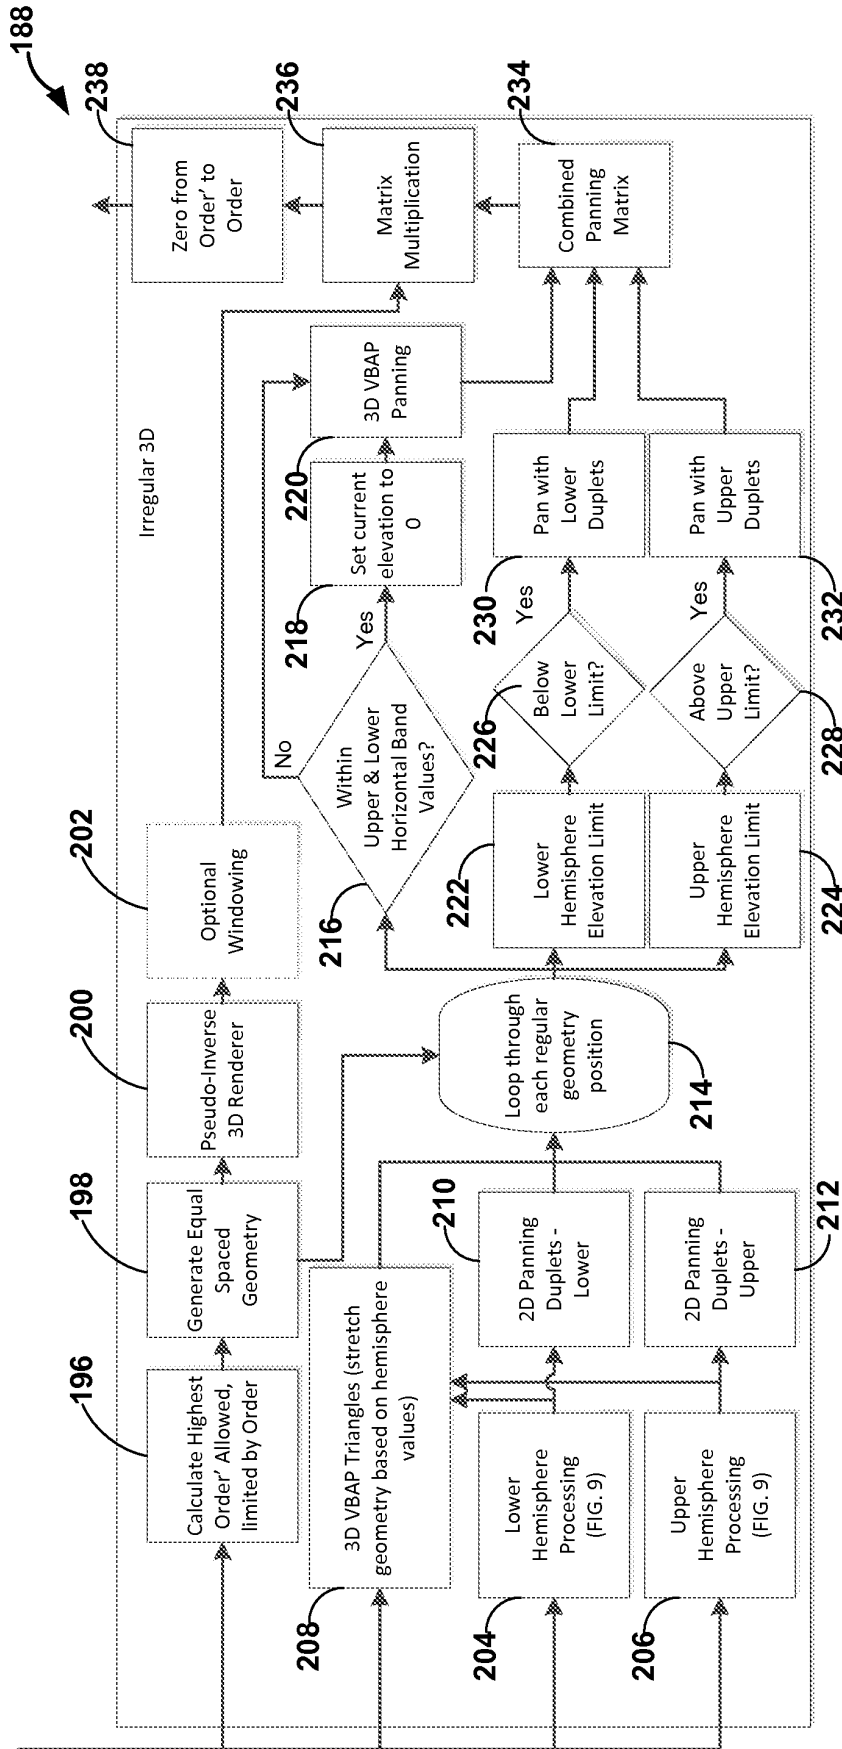 188
Irregular 3D
196
Calculate Highest
Order' Allowed,
limited by Order
198
Generate Equal
Spaced
Geometry
200
Pseudo-Inverse
3D Renderer
202
Optional
Windowing
208
3D VBAP Triangles (stretch
geometry based on hemisphere
values)
204
Lower
Hemisphere
Processing
(FIG. 9)
206
Upper
Hemisphere
Processing
(FIG. 9)
210
2D Panning
Duplets -
Lower
212
2D Panning
Duplets -
Upper
214
Loop through
each regular
geometry
position
216
Within
Upper & Lower
Horizontal Band
Values?
No
Yes
218
Set current
elevation to
0
220
3D VBAP
Panning
222
Lower
Hemisphere
Elevation Limit
224
Upper
Hemisphere
Elevation Limit
226
Below
Lower
Limit?
Yes
228
Above
Upper
Limit?
Yes
230
Pan with
Lower
Duplets
232
Pan with
Upper
Duplets
234
Combined
Panning
Matrix
236
Matrix
Multiplication
238
Zero from
Order' to
Order